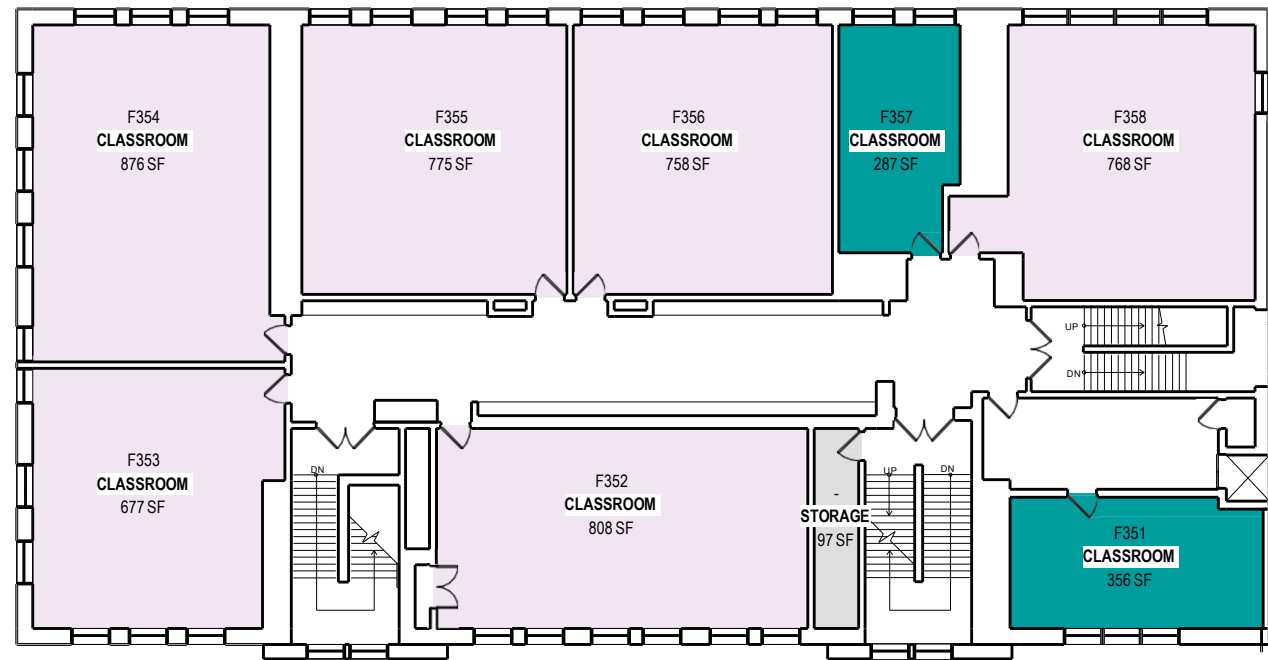 F354
CLASSROOM
876 SF
F355
CLASSROOM
775 SF
F356
CLASSROOM
758 SF
F357
CLASSROOM
287 SF
F358
CLASSROOM
768 SF
UP
DN
F353
CLASSROOM
677 SF
DN
F352
CLASSROOM
808 SF
-
STORAGE
97 SF
UP
DN
F351
CLASSROOM
356 SF